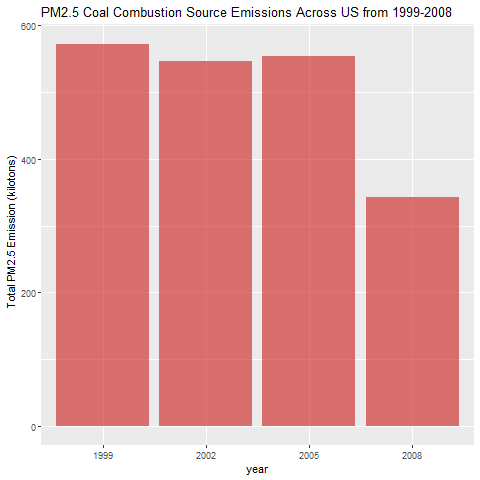 PM2.5 Coal Combustion Source Emissions Across US from 1999-2008
Total PM2.5 Emission (kilotons)
600
400
200
0
1999 2002 2005 2008
year